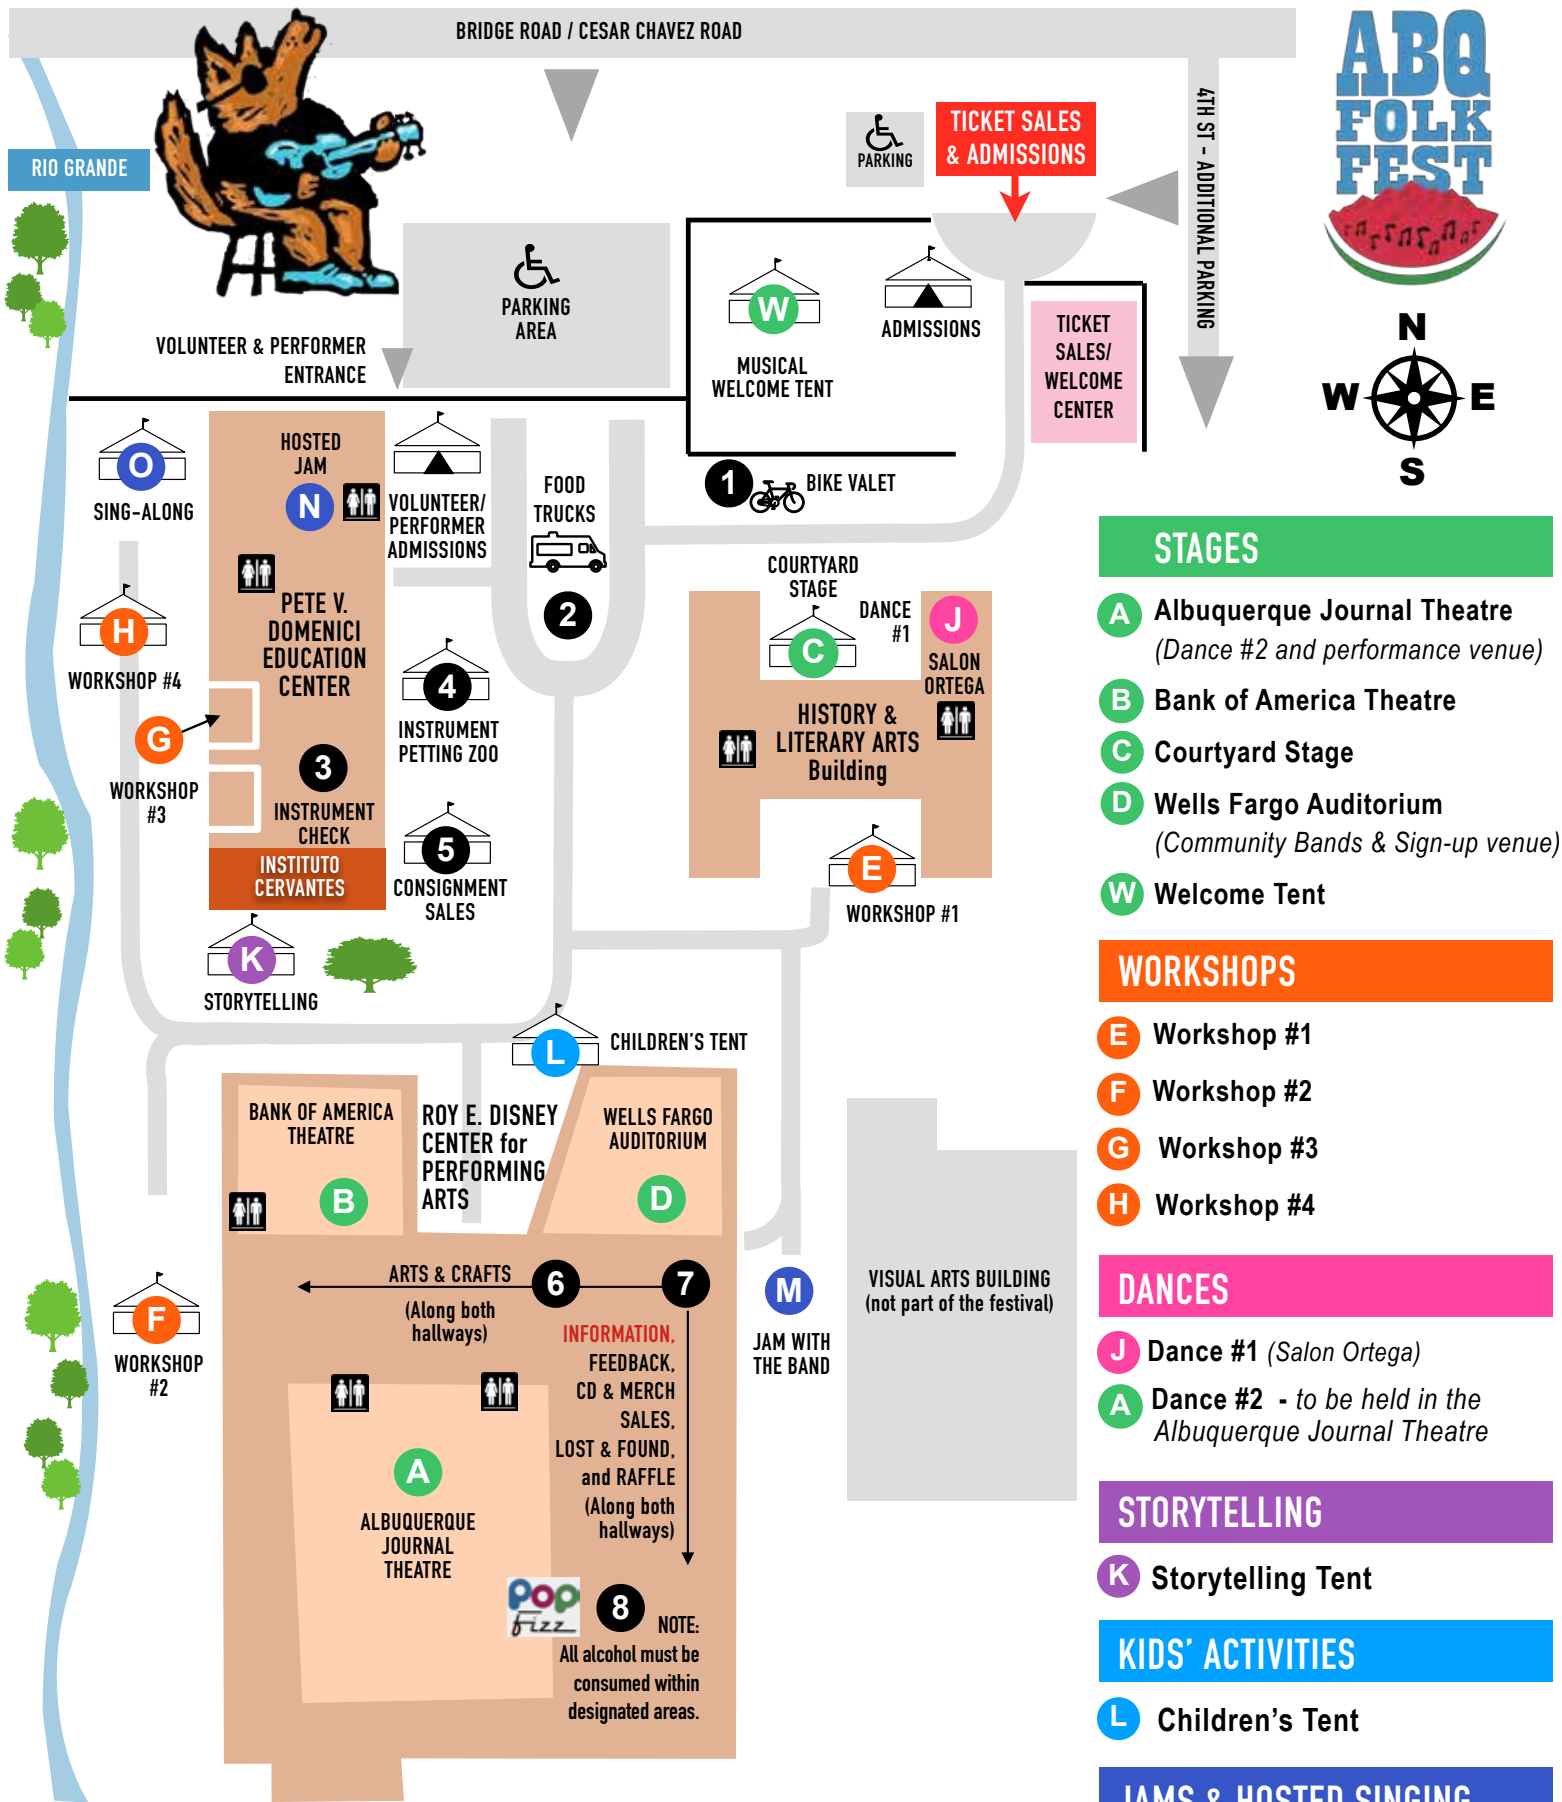 BRIDGE ROAD / CESAR CHAVEZ ROAD
ABQ
FOLK
FEST
4TH ST - ADDITIONAL PARKING
RIO GRANDE
PARKING
TICKET SALES
& ADMISSIONS
PARKING
AREA
VOLUNTEER & PERFORMER
ENTRANCE
W
MUSICAL
WELCOME TENT
ADMISSIONS
TICKET
SALES/
WELCOME
CENTER
N
W E
S
O
SING-ALONG
HOSTED
JAM
N
VOLUNTEER/
PERFORMER
ADMISSIONS
FOOD
TRUCKS
2
1
BIKE VALET
H
WORKSHOP #4
PETE V.
DOMENICI
EDUCATION
CENTER
G
WORKSHOP
#3
3
INSTRUMENT
CHECK
INSTITUTO
CERVANTES
4
INSTRUMENT
PETTING ZOO
5
CONSIGNMENT
SALES
COURTYARD
STAGE
C
DANCE
#1
J
SALON
ORTEGA
HISTORY &
LITERARY ARTS
Building
E
WORKSHOP #1
K
STORYTELLING
L
CHILDREN'S TENT
BANK OF AMERICA
THEATRE
B
ROY E. DISNEY
CENTER for
PERFORMING
ARTS
WELLS FARGO
AUDITORIUM
D
F
WORKSHOP
#2
ARTS & CRAFTS
6
7
(Along both
hallways)
INFORMATION,
FEEDBACK,
CD & MERCH
SALES,
LOST & FOUND,
and RAFFLE
(Along both
hallways)
M
JAM WITH
THE BAND
VISUAL ARTS BUILDING
(not part of the festival)
A
ALBUQUERQUE
JOURNAL
THEATRE
POP
Fizz
8
NOTE:
All alcohol must be
consumed within
designated areas.
STAGES
A Albuquerque Journal Theatre
(Dance #2 and performance venue)
B Bank of America Theatre
C Courtyard Stage
D Wells Fargo Auditorium
(Community Bands & Sign-up venue)
W Welcome Tent
WORKSHOPS
E Workshop #1
F Workshop #2
G Workshop #3
H Workshop #4
DANCES
J Dance #1 (Salon Ortega)
A Dance #2 - to be held in the
Albuquerque Journal Theatre
STORYTELLING
K Storytelling Tent
KIDS' ACTIVITIES
L Children's Tent
JAMS & HOSTED SINGING